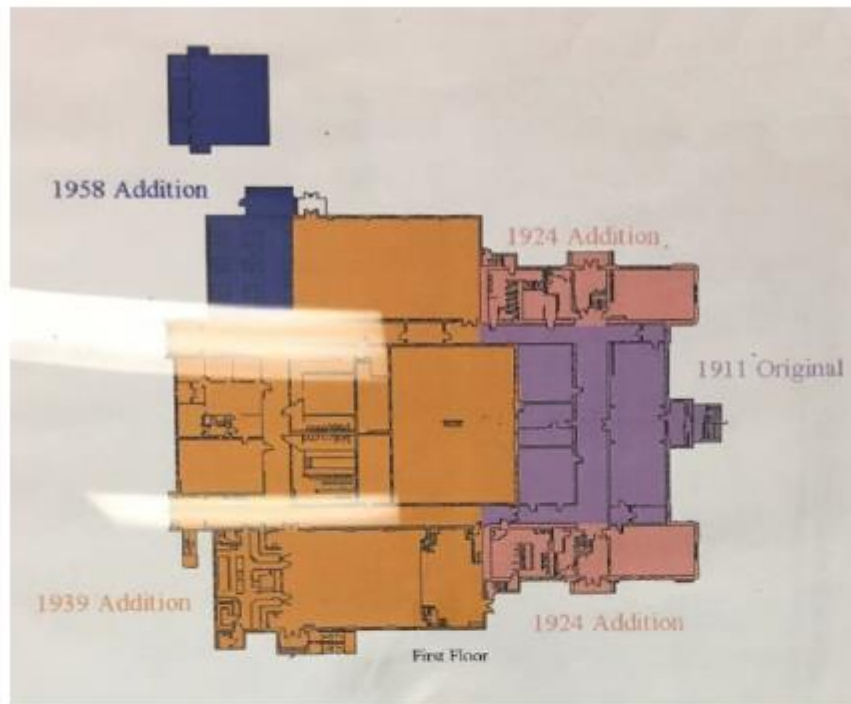 1958 Addition
1924 Addition
1911 Original
1939 Addition
1924 Addition
First Floor